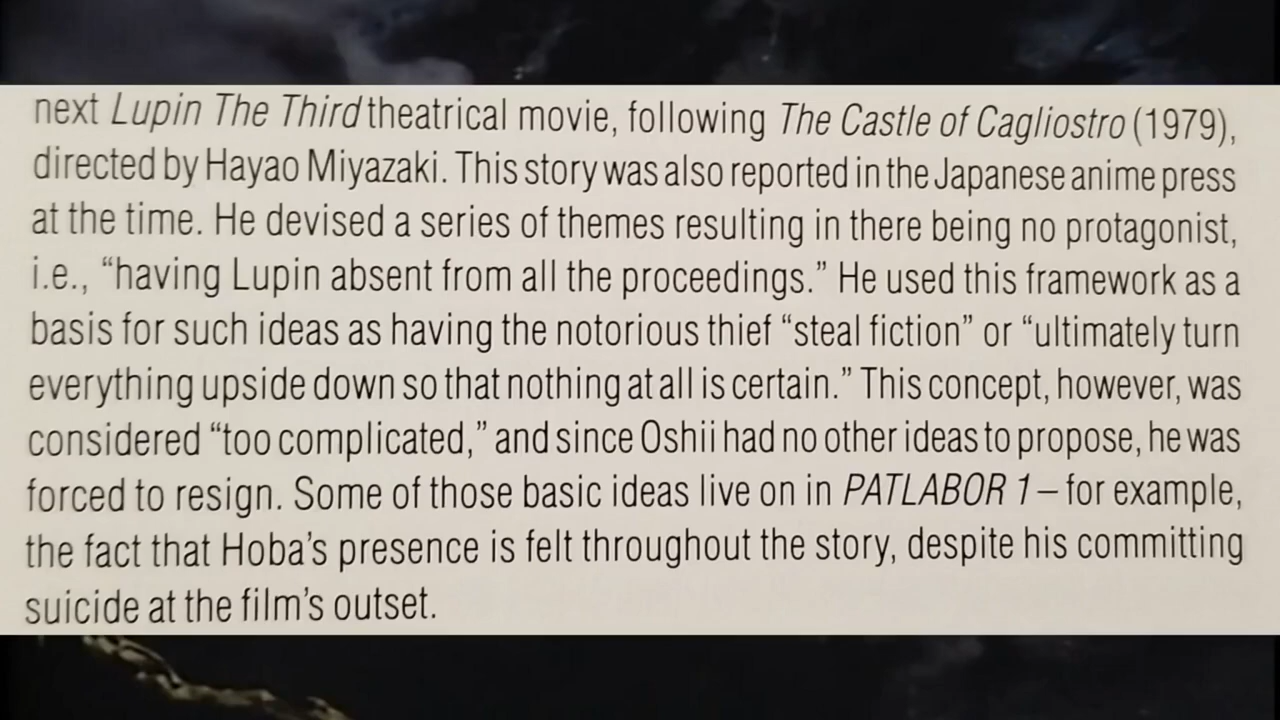 next Lupin The Third theatrical movie, following The Castle of Cagliostro (1979),
directed by Hayao Miyazaki. This story was also reported in the Japanese anime press
at the time. He devised a series of themes resulting in there being no protagonist,
i.e., “having Lupin absent from all the proceedings.” He used this framework as a
basis for such ideas as having the notorious thief “steal fiction” or “ultimately turn
everything upside down so that nothing at all is certain.” This concept, however, was
considered “too complicated,” and since Oshii had no other ideas to propose, he was
forced to resign. Some of those basic ideas live on in PATLABOR 1 – for example,
the fact that Hoba’s presence is felt throughout the story, despite his committing
suicide at the film’s outset.